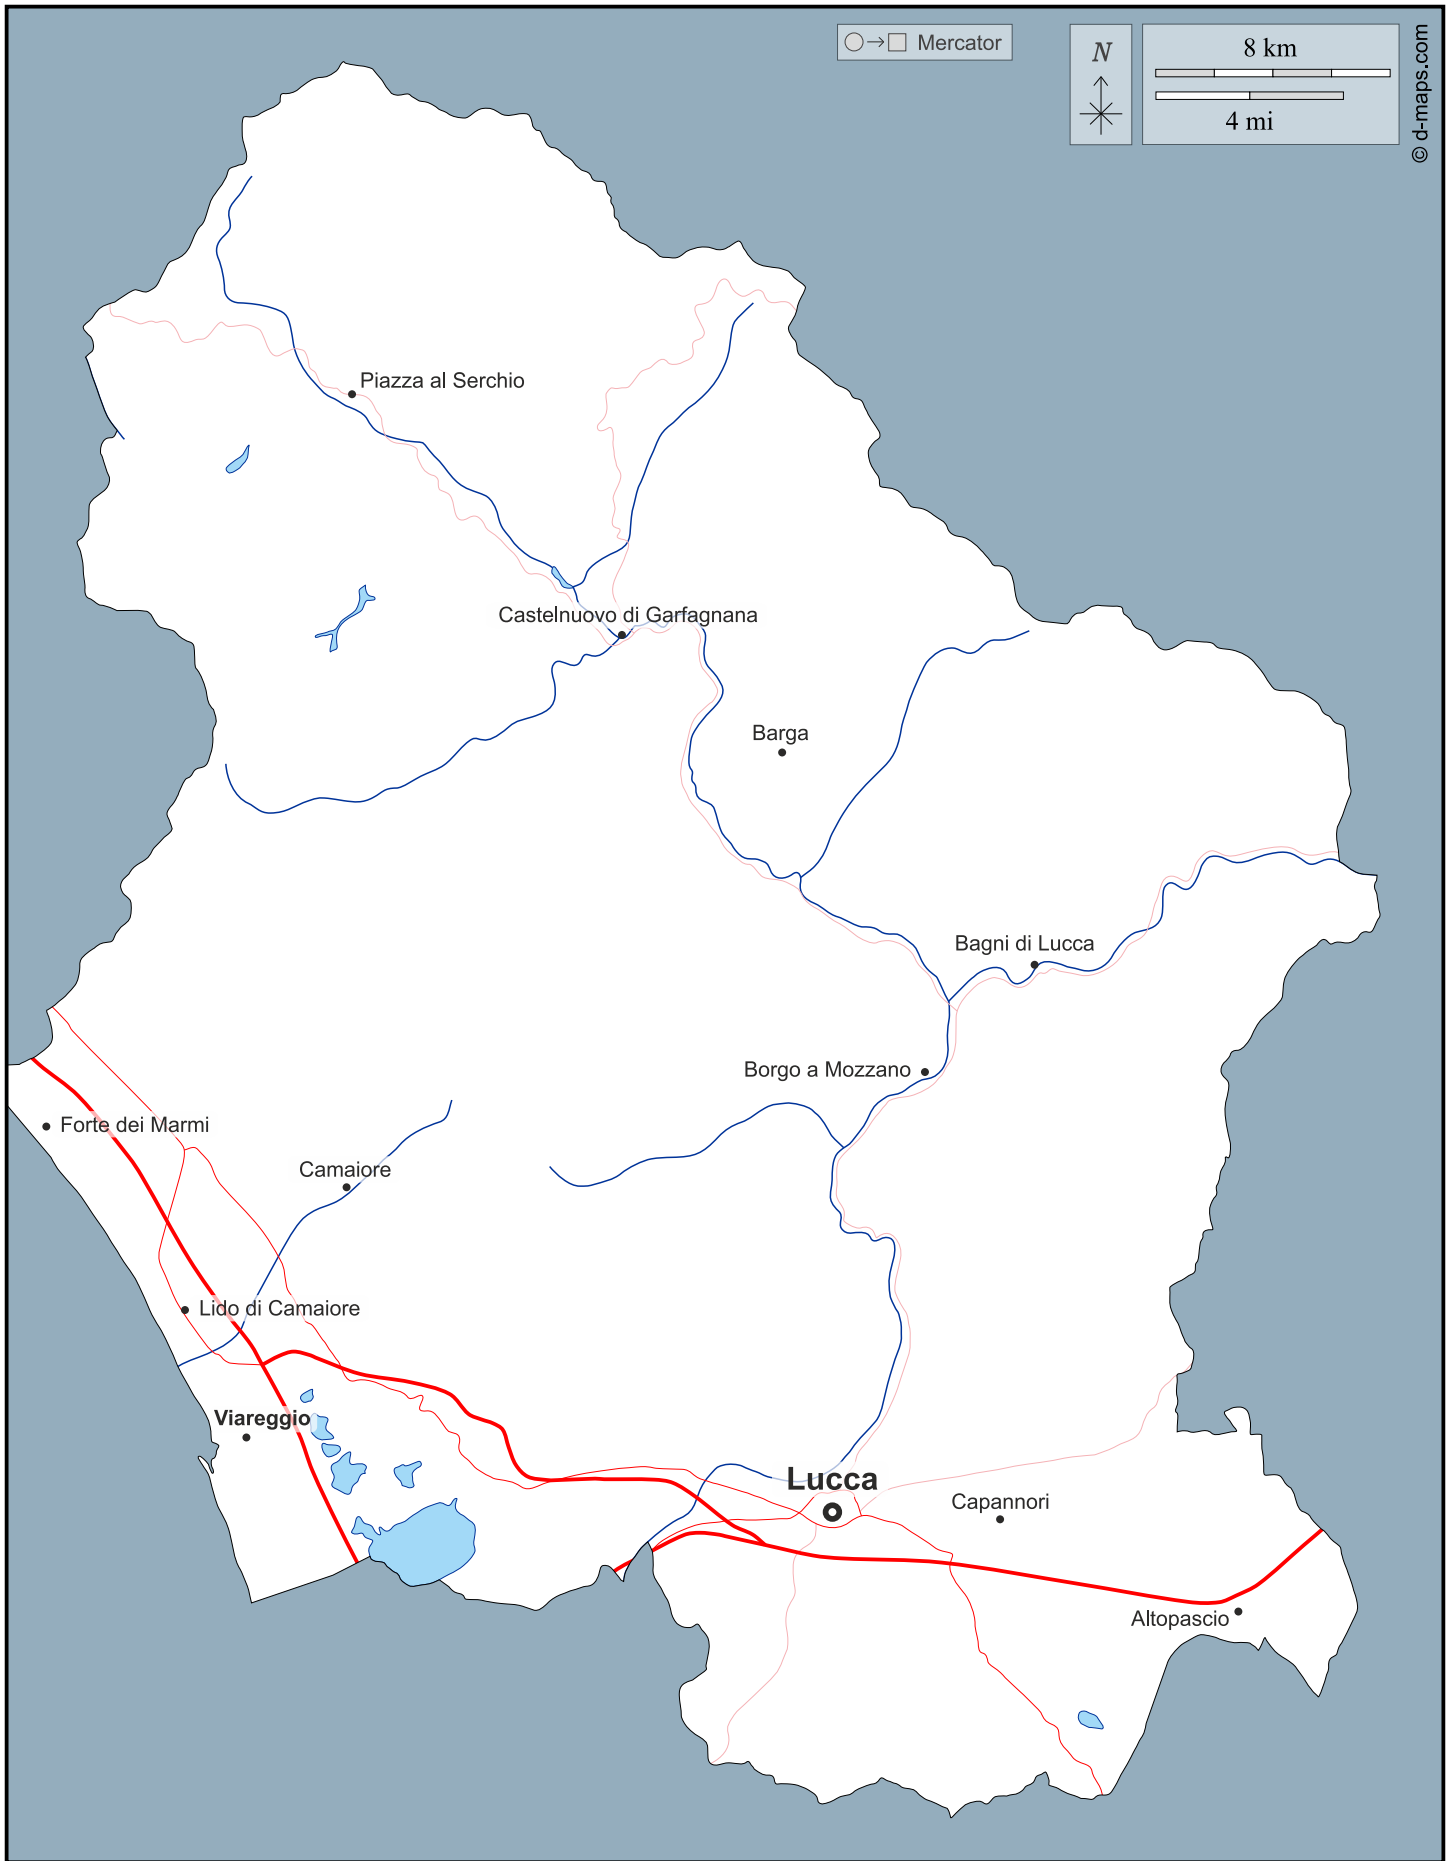 Mercator
N
8 km
4 mi
© d-maps.com
Piazza al Serchio
Castelnuovo di Garfagnana
Barga
Bagni di Lucca
Borgo a Mozzano
Forte dei Marmi
Camaiore
Lido di Camaiore
Viareggio
Lucca
Capannori
Altopascio